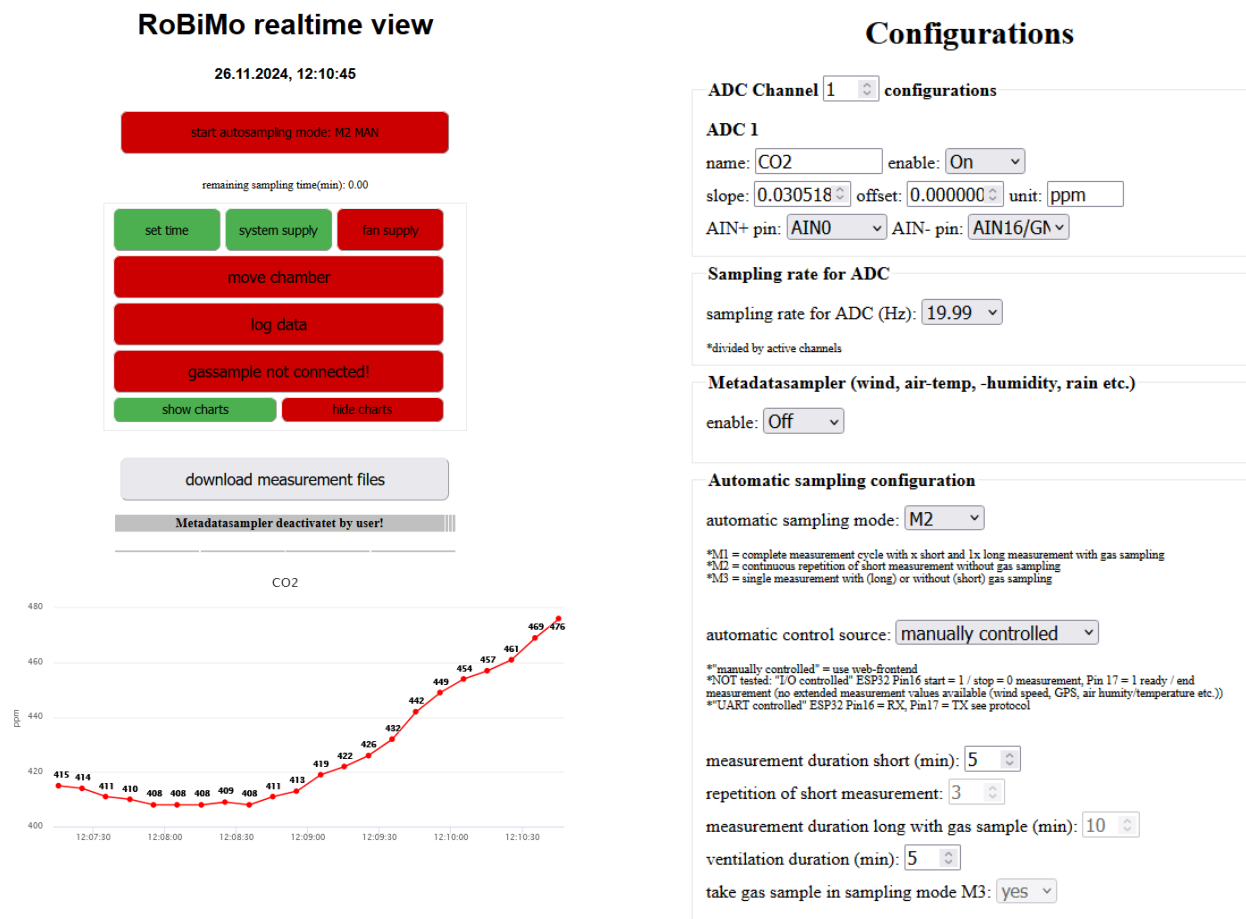 RoBiMo realtime view
26.11.2024, 12:10:45
start autosampling mode: M2 MAN
remaining sampling time(min): 0.00
set time system supply fan supply
move chamber
log data
gassample not connected!
show charts hide charts
download measurement files
Metadatasampler deactivatet by user!
CO2
480
460
440
420
400
ppm
415 414 411 410 408 408 408 409 408 411 413 419 422 426 432 442 449 454 457 461 469 476
12:07:30 12:08:00 12:08:30 12:09:00 12:09:30 12:10:00 12:10:30
Configurations
ADC Channel 1 configurations
ADC 1
name: CO2 enable: On
slope: 0.030518 offset: 0.000000 unit: ppm
AIN+ pin: AIN0 AIN- pin: AIN16/GN
Sampling rate for ADC
sampling rate for ADC (Hz): 19.99
*divided by active channels
Metadatasampler (wind, air-temp, -humidity, rain etc.)
enable: Off
Automatic sampling configuration
automatic sampling mode: M2
*M1 = complete measurement cycle with x short and 1x long measurement with gas sampling
*M2 = continuous repetition of short measurement without gas sampling
*M3 = single measurement with (long) or without (short) gas sampling
automatic control source: manually controlled
*"manually controlled" = use web-frontend
*NOT tested: "I/O controlled" ESP32 Pin16 start = 1 / stop = 0 measurement, Pin 17 = 1 ready / end
measurement (no extended measurement values available (wind speed, GPS, air humity/temperature etc.))
*"UART controlled" ESP32 Pin16 = RX, Pin17 = TX see protocol
measurement duration short (min): 5
repetition of short measurement: 3
measurement duration long with gas sample (min): 10
ventilation duration (min): 5
take gas sample in sampling mode M3: yes